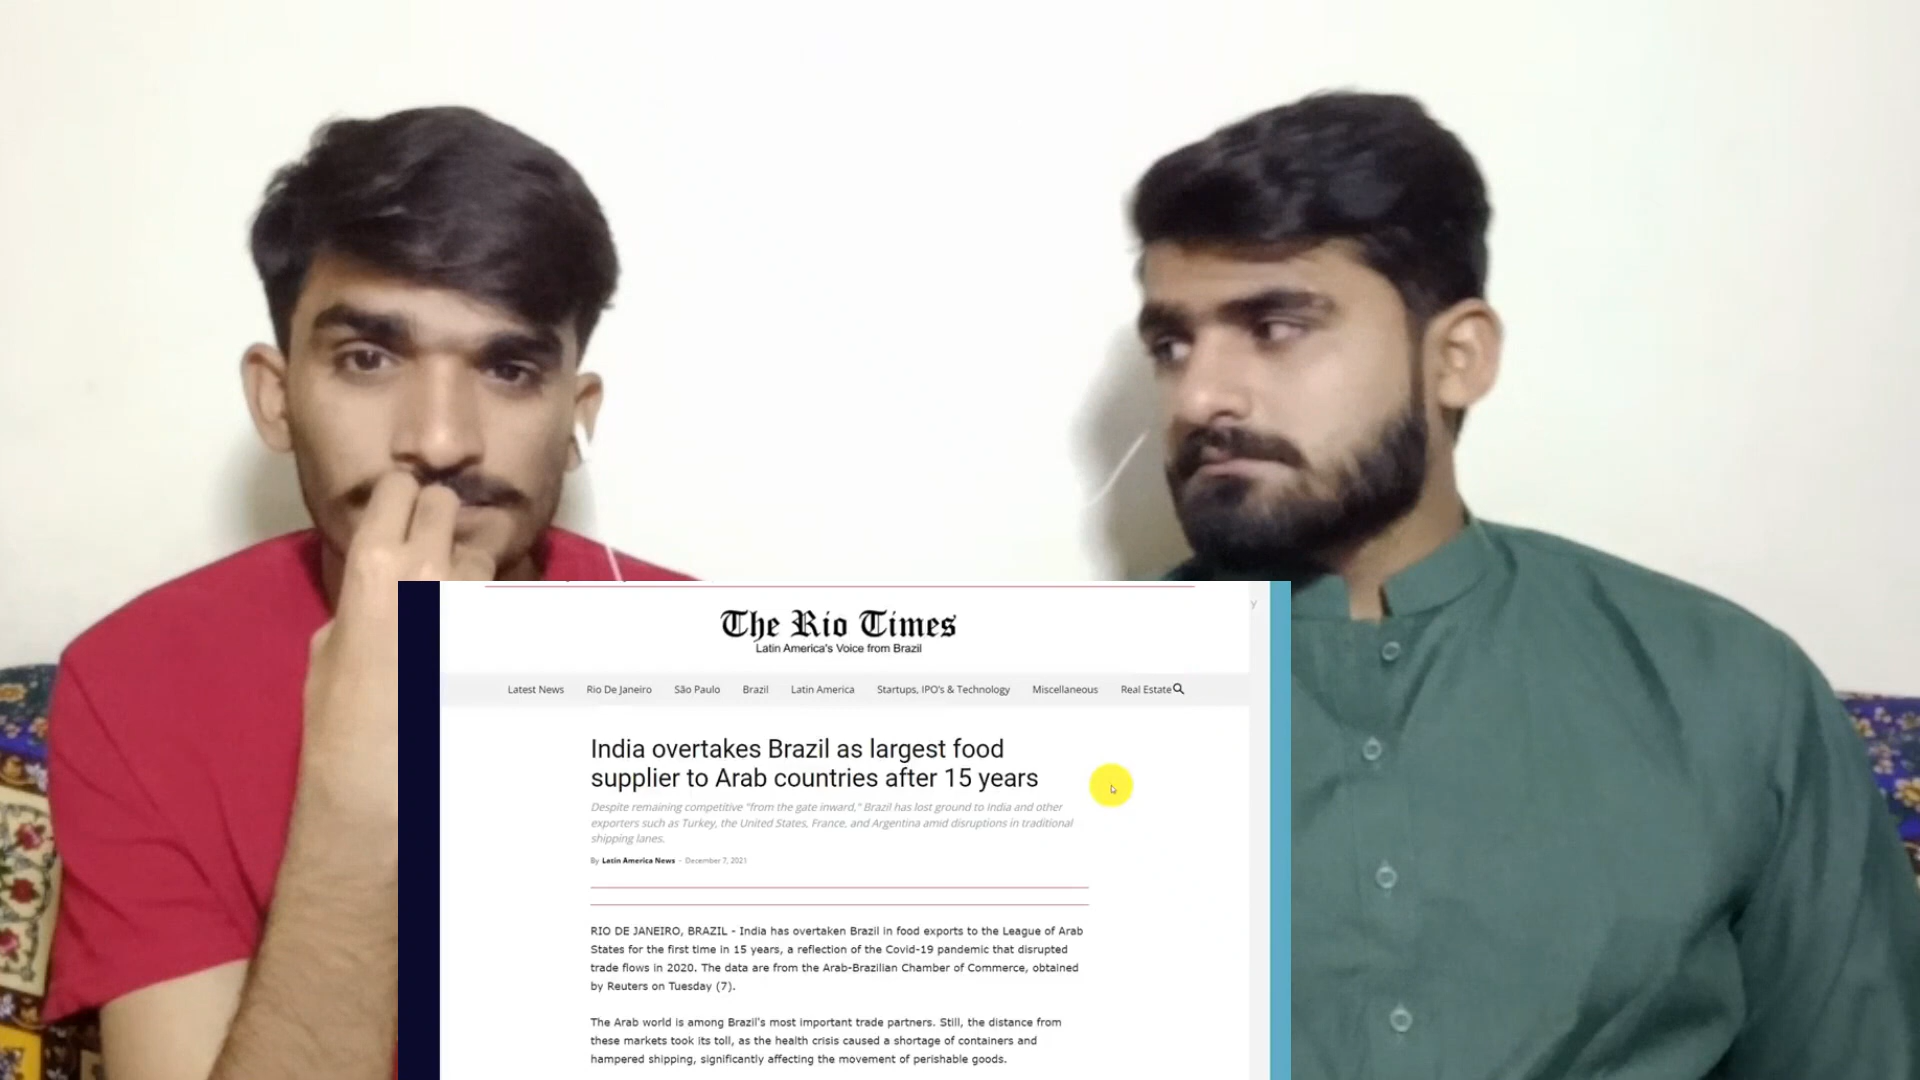 The Rio Times
Latin America's Voice from Brazil
Latest News Rio De Janeiro São Paulo Brazil Latin America Startups, IPO's & Technology Miscellaneous Real Estate
India overtakes Brazil as largest food
supplier to Arab countries after 15 years
Despite remaining competitive "from the gate inward," Brazil has lost ground to India and other
exporters such as Turkey, the United States, France, and Argentina amid disruptions in traditional
shipping lanes.
By Latin America News - December 7, 2021
RIO DE JANEIRO, BRAZIL - India has overtaken Brazil in food exports to the League of Arab
States for the first time in 15 years, a reflection of the Covid-19 pandemic that disrupted
trade flows in 2020. The data are from the Arab-Brazilian Chamber of Commerce, obtained
by Reuters on Tuesday (7).
The Arab world is among Brazil's most important trade partners. Still, the distance from
these markets took its toll, as the health crisis caused a shortage of containers and
hampered shipping, significantly affecting the movement of perishable goods.